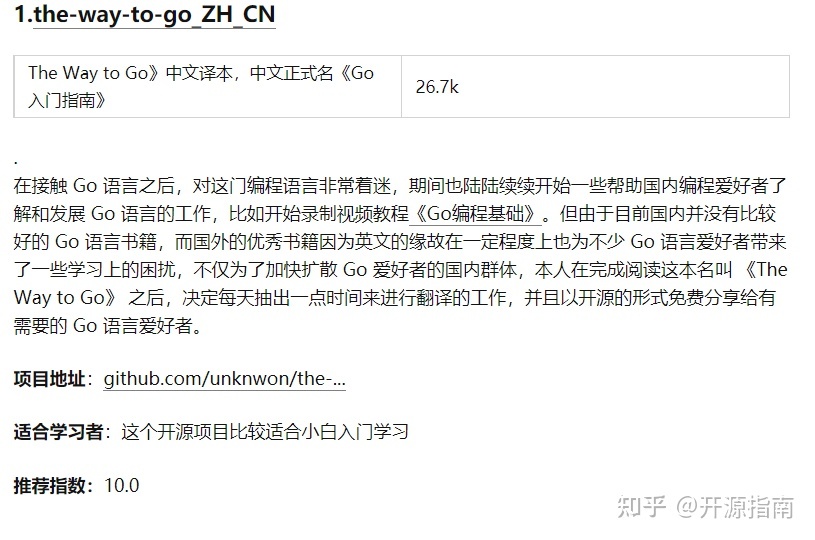 1.the-way-to-go_ZH_CN
The Way to Go》中文译本，中文正式名《Go
入门指南》
26.7k
.
在接触 Go 语言之后，对这门编程语言非常着迷，期间也陆陆续续开始一些帮助国内编程爱好者了
解和发展 Go 语言的工作，比如开始录制视频教程《Go编程基础》。但由于目前国内并没有比较
好的 Go 语言书籍，而国外的优秀书籍因为英文的缘故在一定程度上也为不少 Go 语言爱好者带来
了一些学习上的困扰，不仅为了加快扩散 Go 爱好者的国内群体，本人在完成阅读这本名叫 《The
Way to Go》 之后，决定每天抽出一点时间来进行翻译的工作，并且以开源的形式免费分享给有
需要的 Go 语言爱好者。
项目地址：github.com/unknwon/the-...
适合学习者：这个开源项目比较适合小白入门学习
推荐指数：10.0
知乎 @开源指南